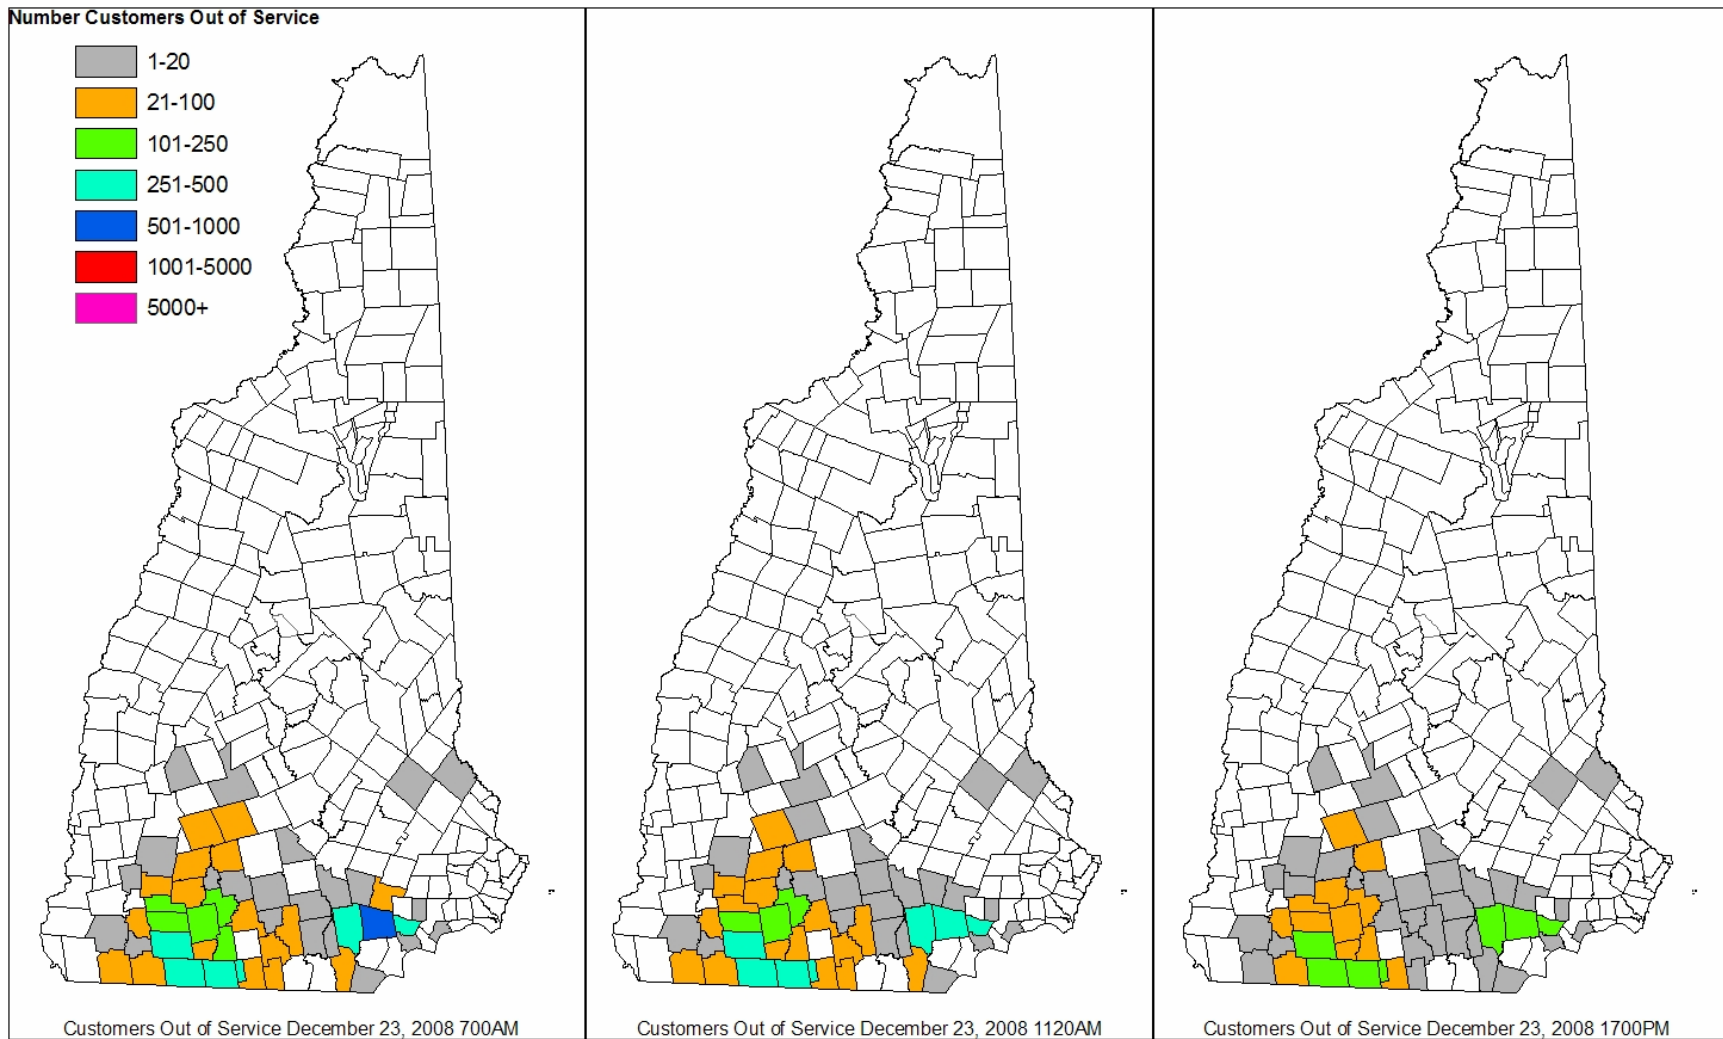 Number Customers Out of Service
1-20
21-100
101-250
251-500
501-1000
1001-5000
5000+
Customers Out of Service December 23, 2008 700AM
Customers Out of Service December 23, 2008 1120AM
Customers Out of Service December 23, 2008 1700PM